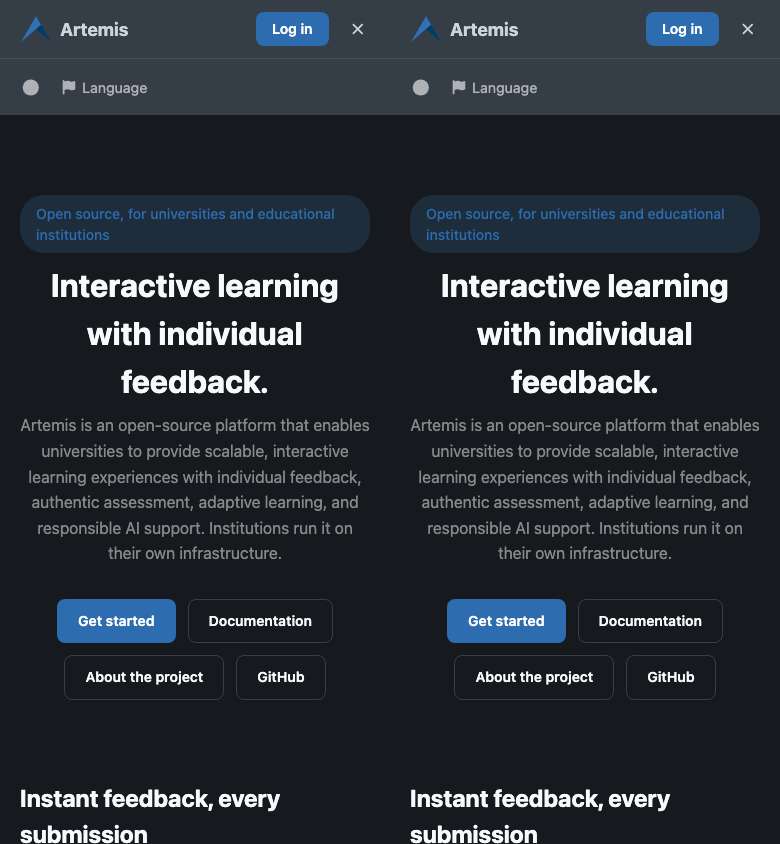 Artemis
Log in
Language
Open source, for universities and educational
institutions
Interactive learning
with individual
feedback.
Artemis is an open-source platform that enables
universities to provide scalable, interactive
learning experiences with individual feedback,
authentic assessment, adaptive learning, and
responsible AI support. Institutions run it on
their own infrastructure.
Get started
Documentation
About the project
GitHub
Instant feedback, every
submission
Artemis
Log in
Language
Open source, for universities and educational
institutions
Interactive learning
with individual
feedback.
Artemis is an open-source platform that enables
universities to provide scalable, interactive
learning experiences with individual feedback,
authentic assessment, adaptive learning, and
responsible AI support. Institutions run it on
their own infrastructure.
Get started
Documentation
About the project
GitHub
Instant feedback, every
submission